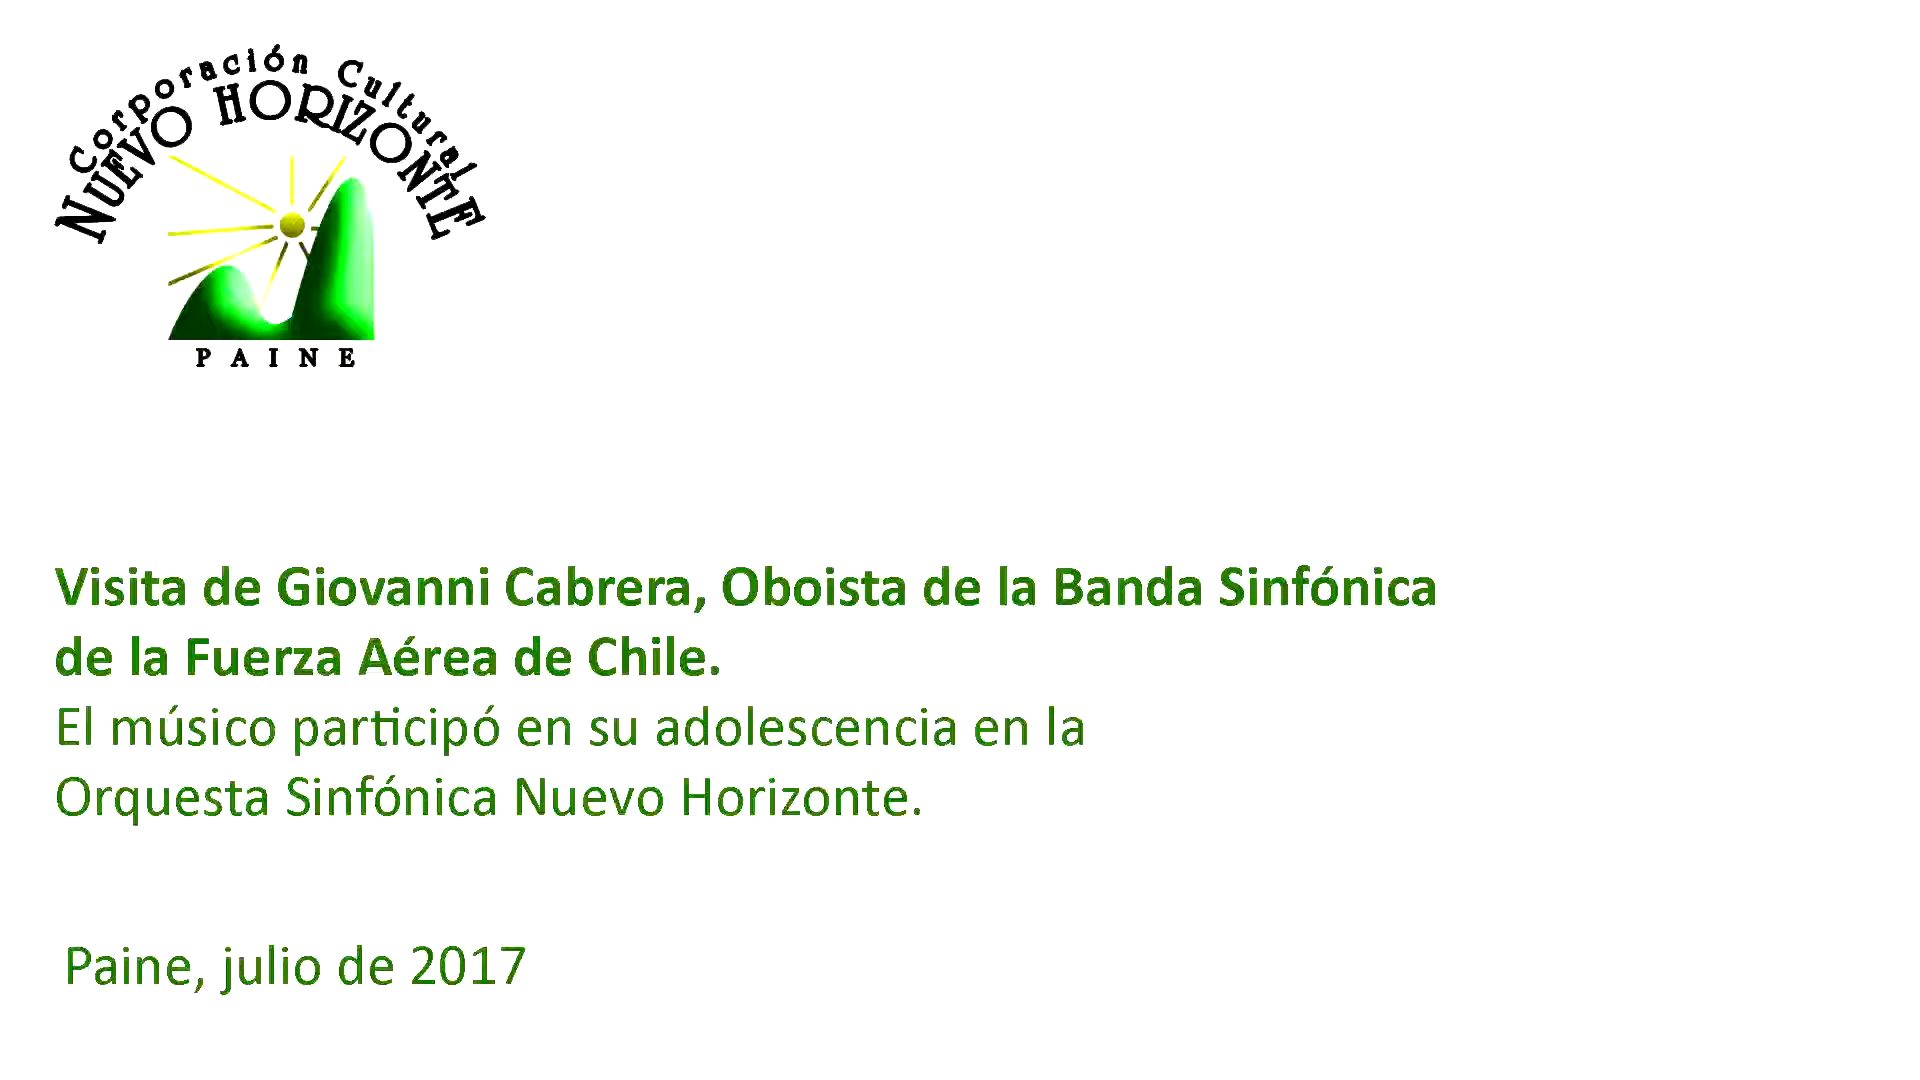 Corporación Cultural
NUEVO HORIZONTE
PAINE
Visita de Giovanni Cabrera, Oboista de la Banda Sinfónica
de la Fuerza Aérea de Chile.
El músico participó en su adolescencia en la
Orquesta Sinfónica Nuevo Horizonte.
Paine, julio de 2017